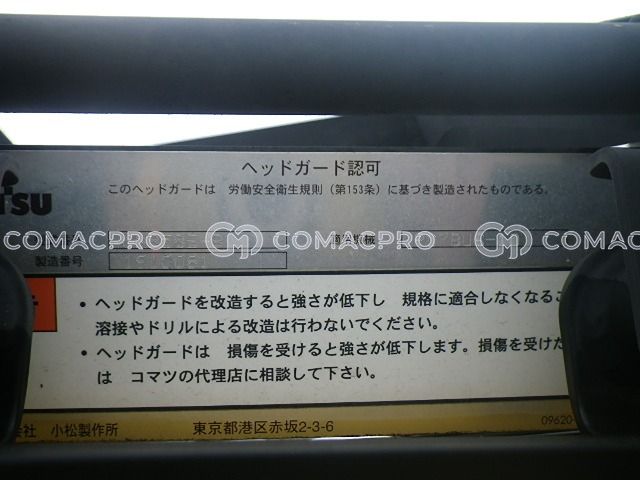 ヘッドガード認可
このヘッドガードは 労働安全衛生規則(第153条)に基づき製造されたものである。
TSU
COMACPRO COMACPRO COMACPRO
製造番号
・ヘッドガードを改造すると強さが低下し 規格に適合しなくなるこ
溶接やドリルによる改造は行わないでください。
・ヘッドガードは 損傷を受けると強さが低下します。損傷を受けた
は コマツの代理店に相談して下さい。
会社 小松製作所 東京都港区赤坂2-3-6 09620-